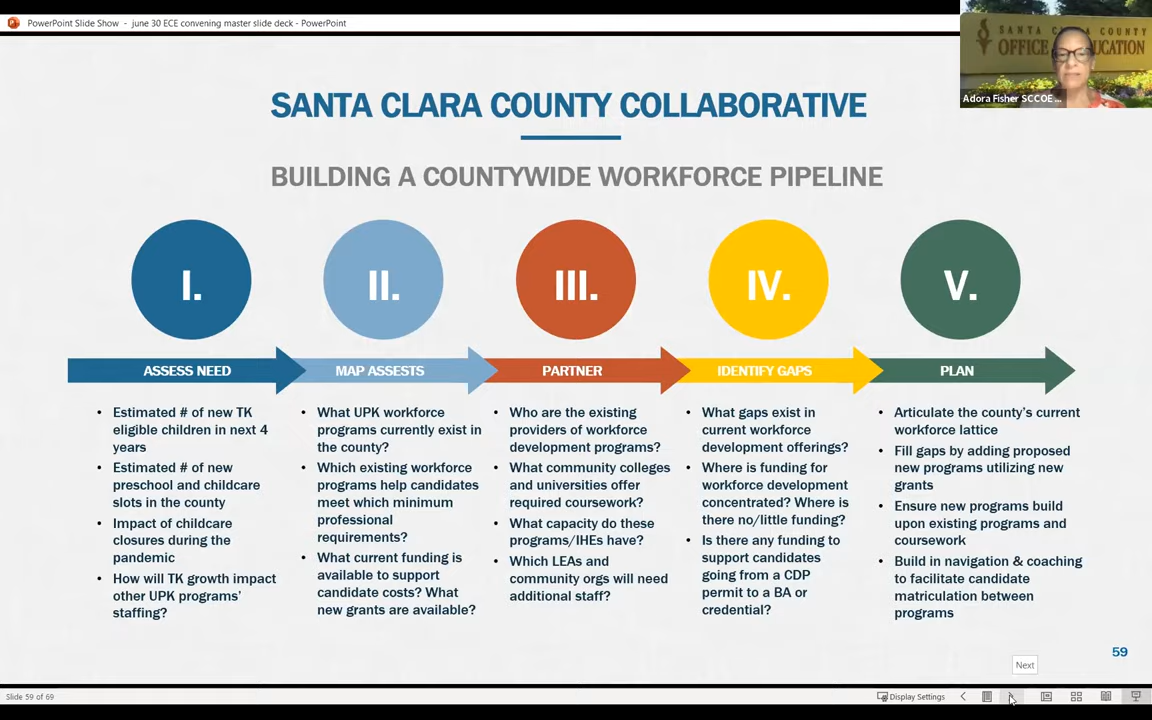 PowerPoint Slide Show - june 30 ECE convening master slide deck - PowerPoint
SANTA CLARA COUNTY
OFFICE EDUCATION
Adora Fisher SCCOE ...
SANTA CLARA COUNTY COLLABORATIVE
BUILDING A COUNTYWIDE WORKFORCE PIPELINE
I.
II.
III.
IV.
V.
ASSESS NEED
MAP ASSESTS
PARTNER
IDENTIFY GAPS
PLAN
• Estimated # of new TK
eligible children in next 4
years
• Estimated # of new
preschool and childcare
slots in the county
• Impact of childcare
closures during the
pandemic
• How will TK growth impact
other UPK programs’
staffing?
• What UPK workforce
programs currently exist in
the county?
• Which existing workforce
programs help candidates
meet which minimum
professional
requirements?
• What current funding is
available to support
candidate costs? What
new grants are available?
• Who are the existing
providers of workforce
development programs?
• What community colleges
and universities offer
required coursework?
• What capacity do these
programs/IHEs have?
• Which LEAs and
community orgs will need
additional staff?
• What gaps exist in
current workforce
development offerings?
• Where is funding for
workforce development
concentrated? Where is
there no/little funding?
• Is there any funding to
support candidates
going from a CDP
permit to a BA or
credential?
• Articulate the county’s current
workforce lattice
• Fill gaps by adding proposed
new programs utilizing new
grants
• Ensure new programs build
upon existing programs and
coursework
• Build in navigation & coaching
to facilitate candidate
matriculation between
programs
59
Next
Slide 59 of 69
Display Settings